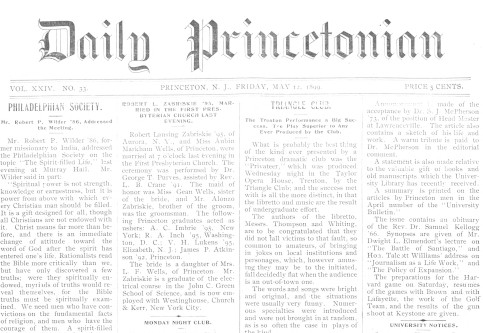 Daily Princetonian
VOL. XXIV. NO. 33. PRINCETON, N. J., FRIDAY, MAY 12, 1899. PRICE 5 CENTS.
PHILADELPHIAN SOCIETY.
Mr. Robert P. Wilder '86, Addressed
the Meeting.
Mr. Robert P. Wilder '86, former
missionary to India, addressed
the Philadelphian Society on the
topic "The Spirit-filled Life,"
evening at Murray Hall. Mr.
Wilder said in part:
"Spiritual power is not strength,
knowledge or earnestness, but it is
power from above with which every
Christian man should be filled.
It is a gift designed for all, though
all Christians are not endowed with
it. Christ means far more than before,
and there is an immediate
change of attitude toward the
word of God after the spirit has
entered one's life. Rationalists read
the Bible more critically than we,
but have only discovered a few
truths; we were spiritually endowed,
myriads of truths would reveal
themselves, for the Bible
truths must be spiritually examined.
We need men who have convictions
on the fundamental facts
of religion, and men who have the
courage of them. A spirit-filled
ROBERT L. ZABRISKIE '95, MARRIED
IN THE FIRST PRESBYTERIAN
CHURCH LAST
EVENING.
Robert Lansing Zabriskie '95, of
Aurora, N. Y., and Miss Aubin
Markham Wells, of Princeton, were
married at 7 o'clock last evening in
the First Presbyterian Church. The
ceremony was performed by Dr.
George T. Purves, assisted by Rev.
L. B. Crane '91. The maid of
honor was Miss Grau Wells, sister
of the bride, and Mr. Alonzo
Zabriskie, brother of the groom,
was the groomsman. The following
Princeton graduates acted as
ushers: A. C. Imbrie '95, New
York; R. A. Inch '95, Washington,
D. C.; V. H. Lukens '95,
Elizabeth, N. J.; James P. Atkinson
'92, Princeton.
The bride is a daughter of Mrs.
L. F. Wells, of Princeton. Mr.
Zabriskie is a graduate of the electrical
course in the John C. Green
School of Science, and is now employed
with Westinghouse, Church
& Kerr, New York City.
MONDAY NIGHT CLUB.
TRIANGLE CLUB.
The Trenton Performance a Big Success.
The Play Superior to Any
Ever Produced by the Club.
What is probably the best thing
of the kind ever presented by a
Princeton dramatic club was the
"Privateer," which was produced
Wednesday night in the Taylor
Opera House, Trenton, by the
Triangle Club; and the success met
with is all the more distinct, in that
the libretto and music are the result
of undergraduate effort.
The authors of the libretto,
Messrs. Thompson and Whiting,
are to be congratulated that they
did not fall victims to that fault, so
common in amateurs, of bringing
in jokes on local institutions and
personages, which, however amusing
they may be to the initiated,
fall decidedly flat when the audience
is an out-of-town one.
The words and songs were bright
and original, and the situations
were usually very funny. Numerous
specialties were introduced
and were not brought in at random,
as is so often the case in plays of
the kind.
made of the
acceptance by Dr. S. J. McPherson
'73, of the position of Head Master
at Lawrenceville. The article also
contains a sketch of his life and
work. A warm tribute is paid to
Dr. McPherson in the editorial
comment.
A statement is also made relative
to the valuable gift of books and
old manuscripts which the University
Library has recently received.
A summary is printed on the
articles by Princeton men in the
April number of the "University
Bulletin."
The issue contains an obituary
of the Rev. Dr. Samuel Kellogg
'66. Synopses are given of Mr.
Dwight L. Elmendorf's lecture on
"The Battle of Santiago," and
Hon. Talcott Williams' address on
"Journalism as a Life Work," and
"The Policy of Expansion."
The preparations for the Harvard
game on Saturday, resumes
of the games with Brown and with
Lafayette, the work of the Golf
Team, and the results of the gun
shoot at Keystone are given.
UNIVERSITY NOTICES.